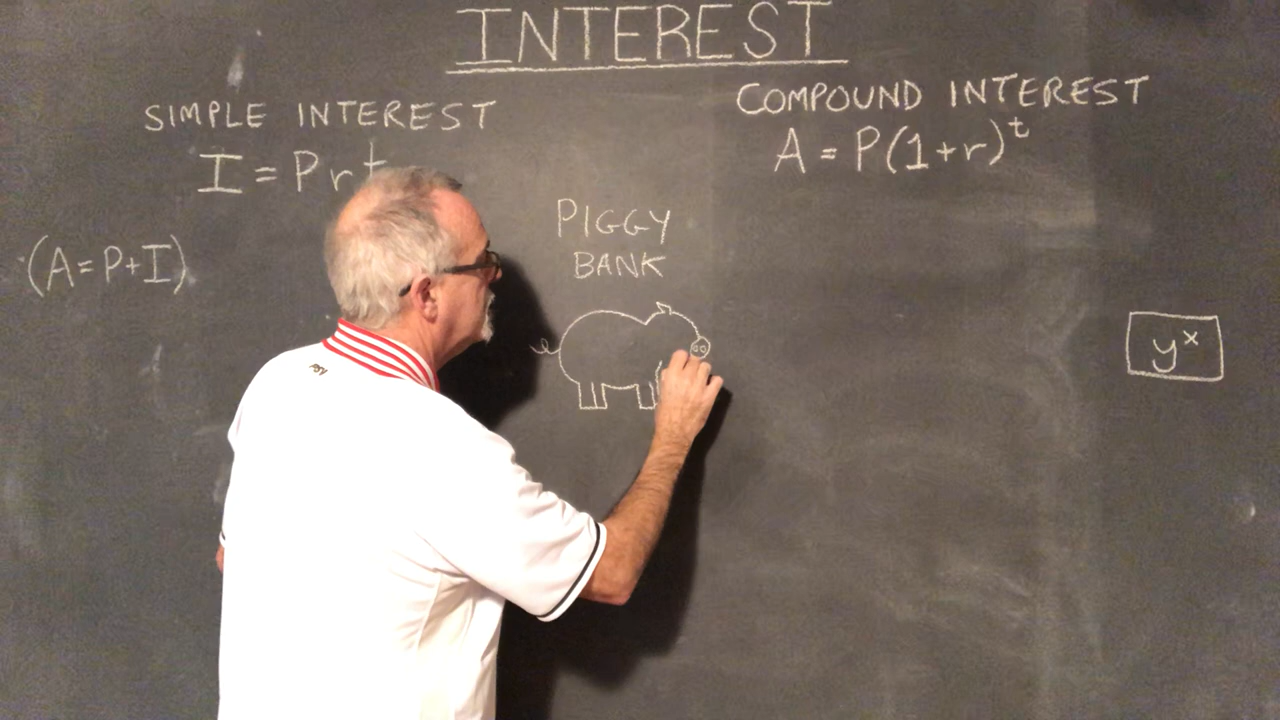 INTEREST
SIMPLE INTEREST
I = Prt
(A = P+I)
PIGGY
BANK
COMPOUND INTEREST
A = P(1+r)^t
y^x